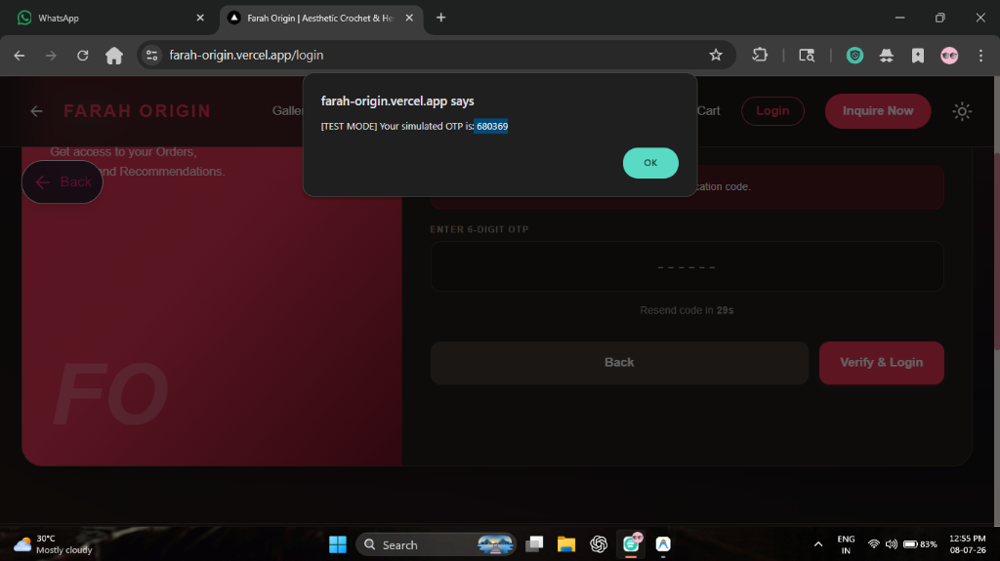 WhatsApp
Farah Origin | Aesthetic Crochet & He
farah-origin.vercel.app/login
farah-origin.vercel.app says
[TEST MODE] Your simulated OTP is: 680369
OK
FARAH ORIGIN
Cart
Login
Inquire Now
Get access to your Orders,
nd Recommendations.
Back
cation code.
ENTER 6-DIGIT OTP
------
Resend code in 29s
Back
Verify & Login
FO
30°C
Mostly cloudy
Search
ENG
IN
83%
12:55 PM
08-07-26